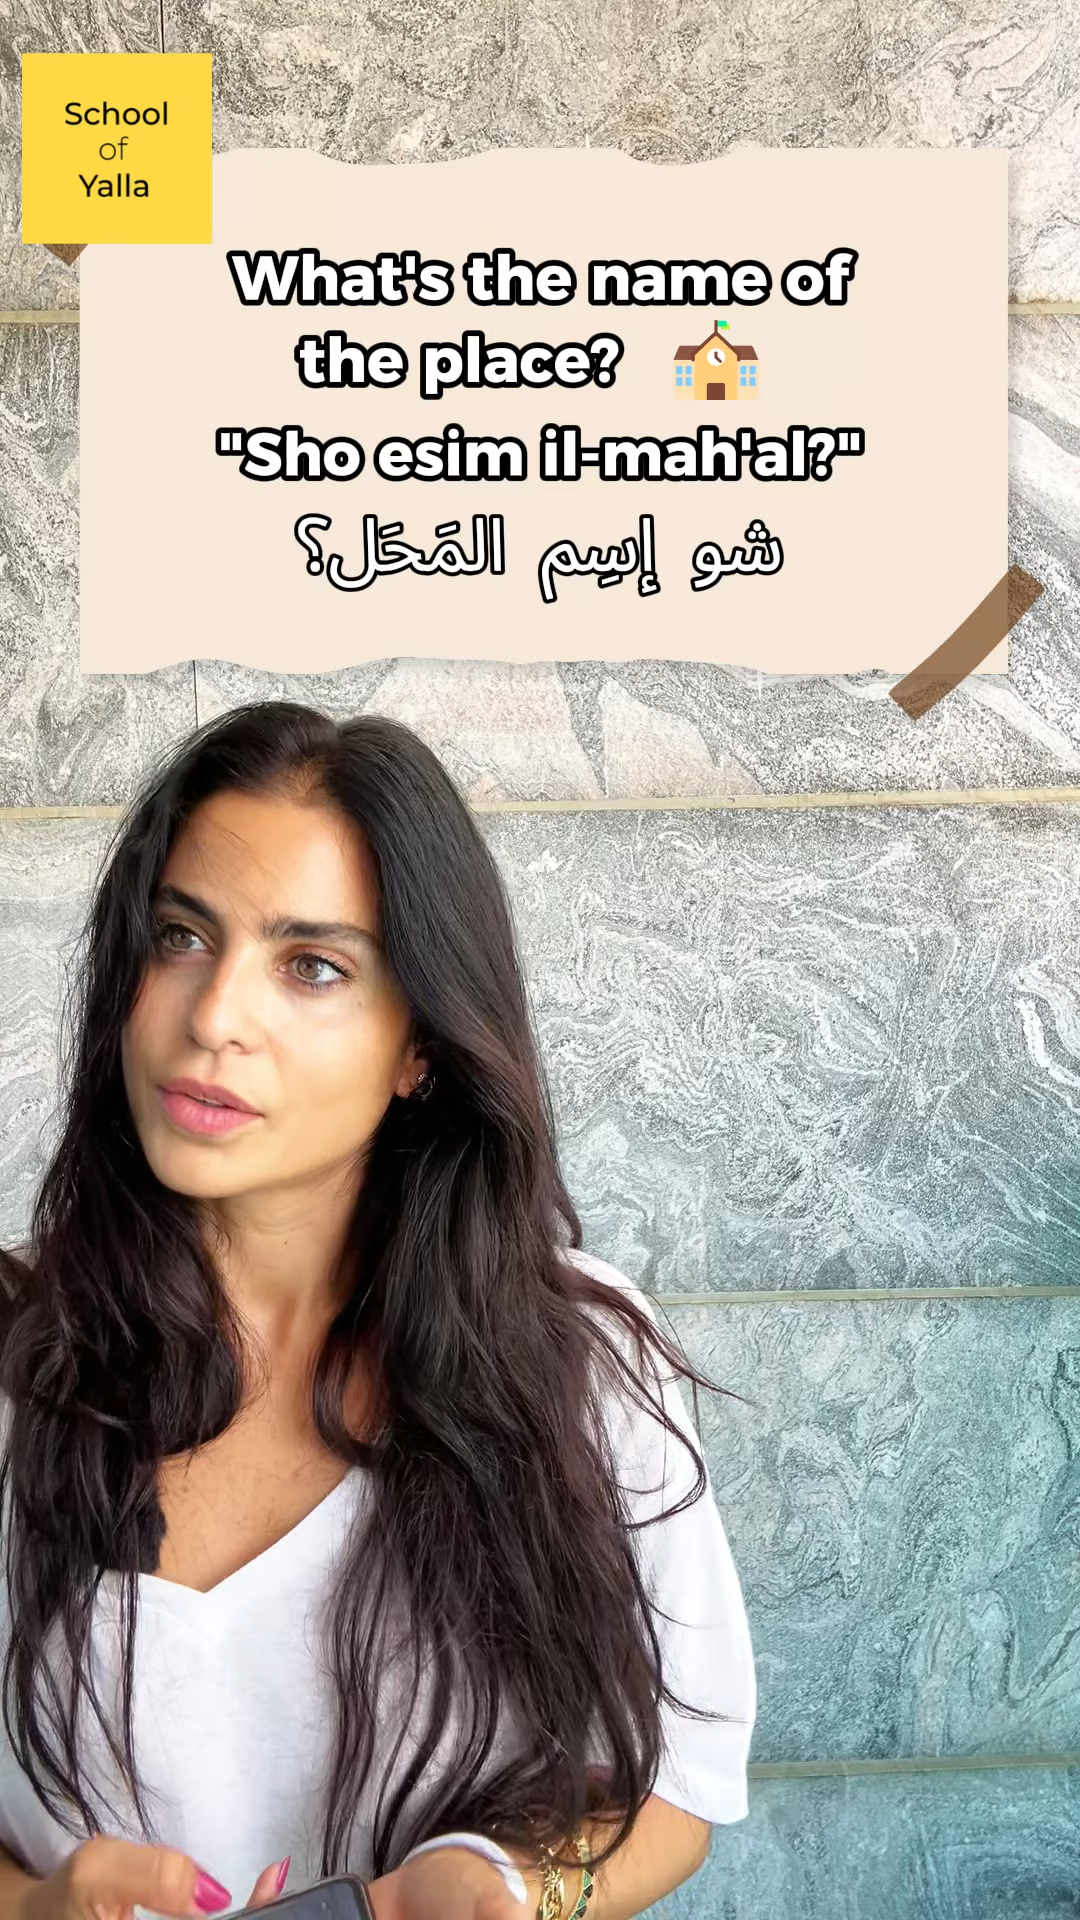 School
of
Yalla
What's the name of
the place?
"Sho esim il-mah'al?"
شو إسِم المَحَل؟